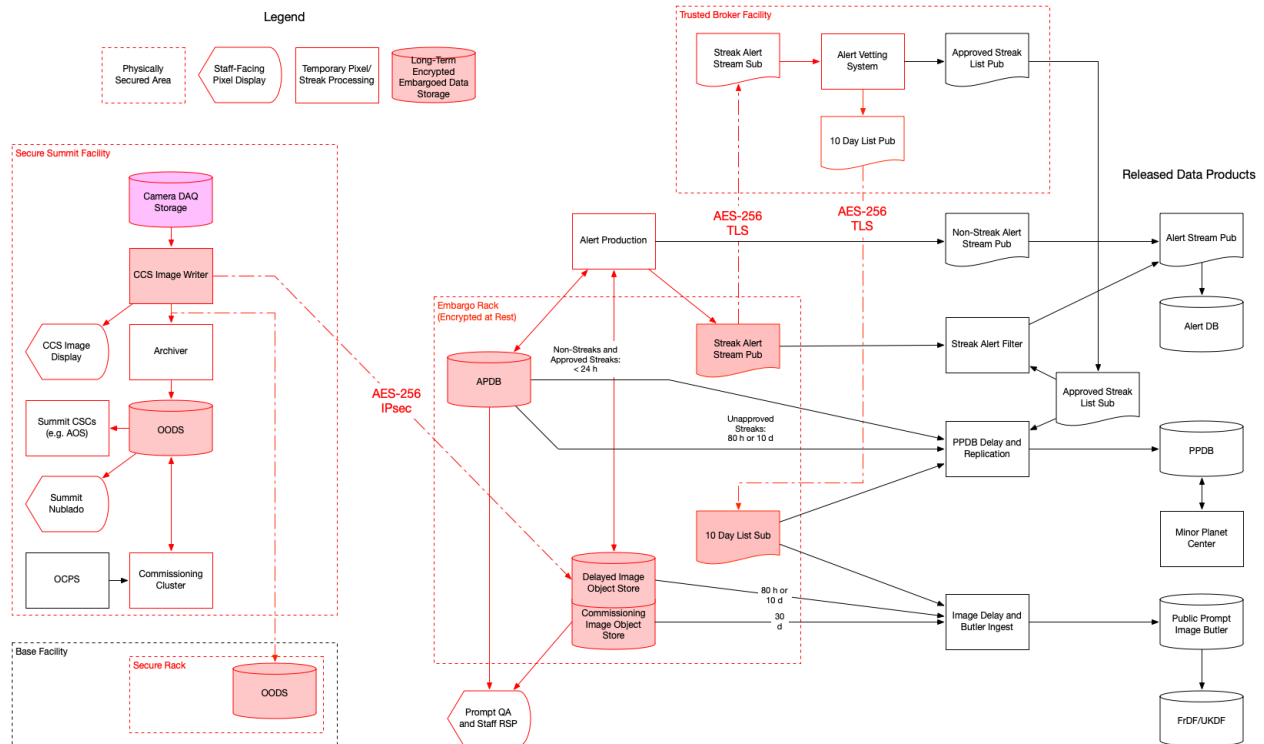 Legend
Physically
Secured Area
Staff-Facing
Pixel Display
Temporary Pixel/
Streak Processing
Long-Term
Encrypted
Embargoed Data
Storage
Trusted Broker Facility
Streak Alert
Stream Sub
Alert Vetting
System
Approved Streak
List Pub
10 Day List Pub
Secure Summit Facility
Camera DAQ
Storage
CCS Image Writer
CCS Image
Display
Archiver
Summit CSCs
(e.g. AOS)
OODS
Summit
Nublado
OCPS
Commissioning
Cluster
Base Facility
Secure Rack
OODS
AES-256
IPsec
AES-256
TLS
AES-256
TLS
Alert Production
Embargo Rack
(Encrypted at Rest)
APDB
Non-Streaks and
Approved Streaks:
< 24 h
Streak Alert
Stream Pub
Unapproved
Streaks:
80 h or 10 d
10 Day List Sub
Delayed Image
Object Store
Commissioning
Image Object
Store
80 h or
10 d
30
d
Prompt QA
and Staff RSP
Released Data Products
Non-Streak Alert
Stream Pub
Alert Stream Pub
Alert DB
Streak Alert Filter
Approved Streak
List Sub
PPDB Delay and
Replication
PPDB
Minor Planet
Center
Image Delay and
Butler Ingest
Public Prompt
Image Butler
FrDF/UKDF